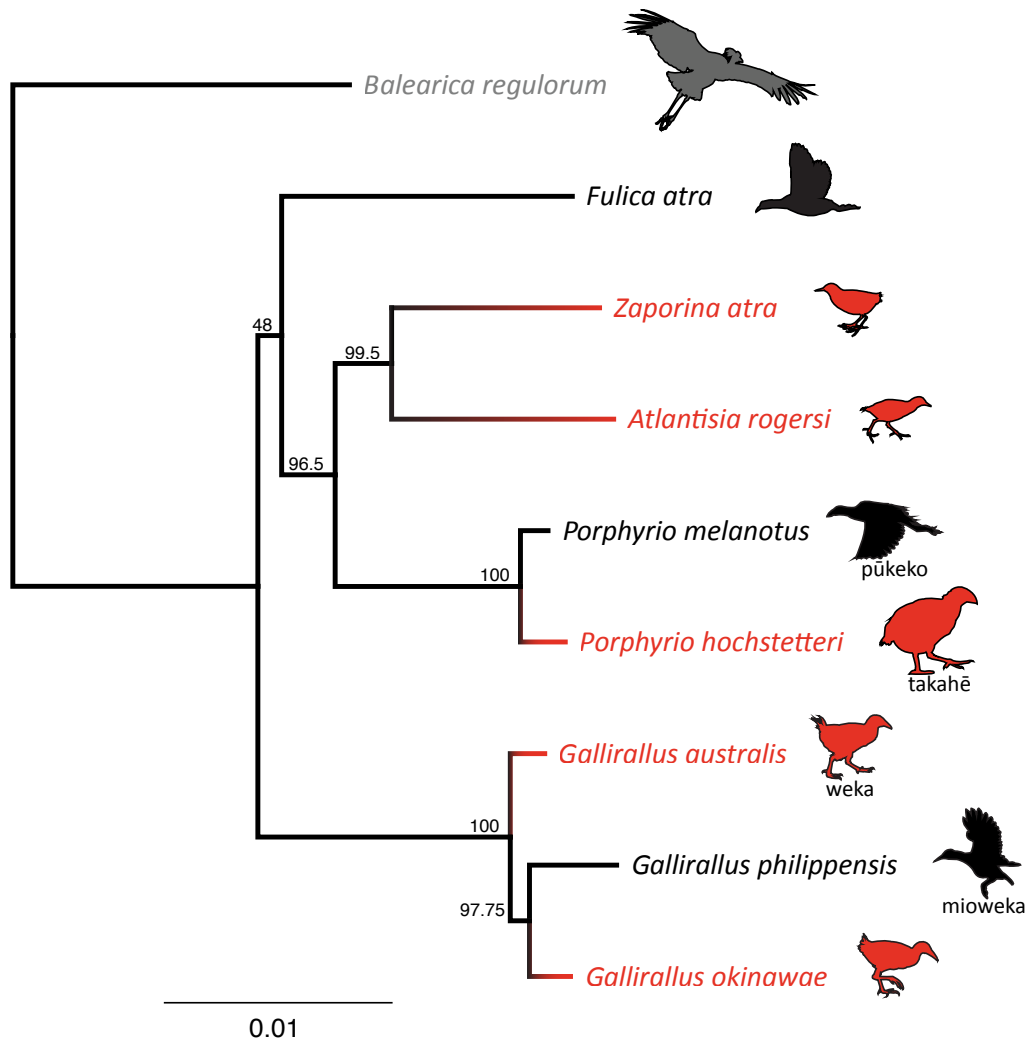 Balearica regulorum
Fulica atra
Zaporina atra
48
99.5
Atlantisia rogersi
96.5
Porphyrio melanotus
pūkeko
100
Porphyrio hochstetteri
takahē
Gallirallus australis
weka
100
Gallirallus philippensis
mioweka
97.75
Gallirallus okinawae
0.01